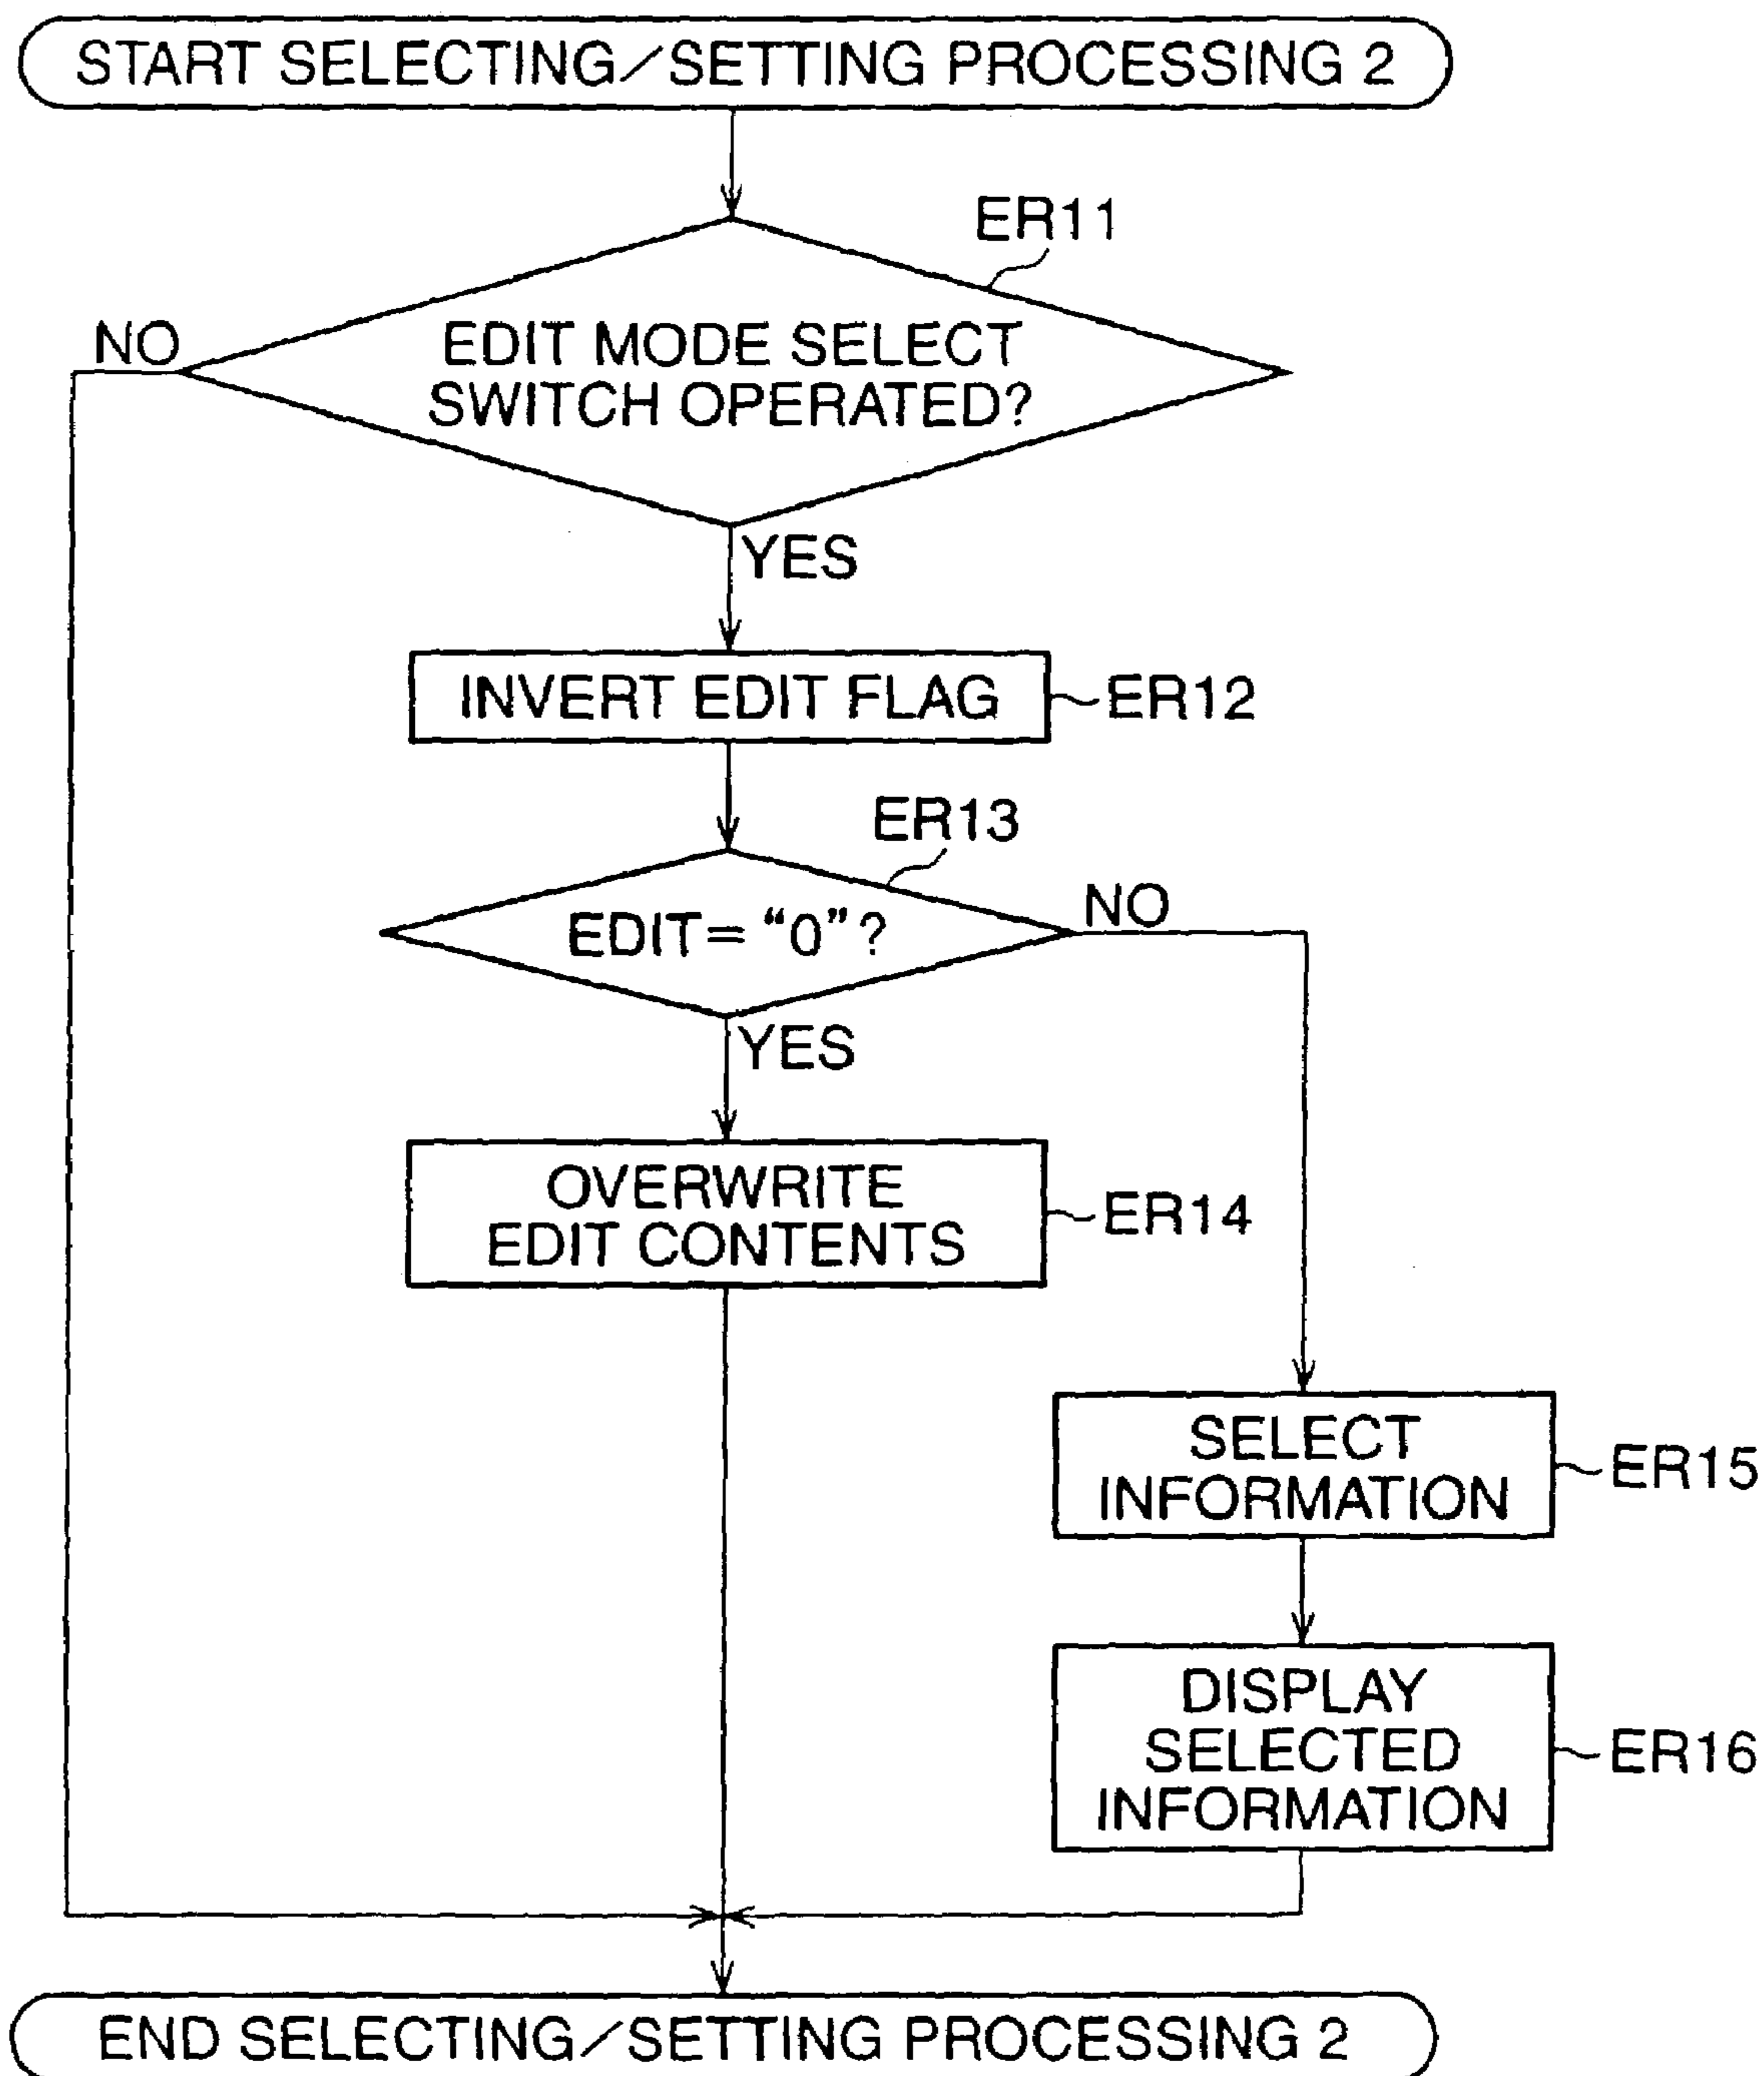 START SELECTING/SETTING PROCESSING 2
ER11
NO
EDIT MODE SELECT
SWITCH OPERATED?
YES
INVERT EDIT FLAG
ER12
ER13
EDIT= “0”?
NO
YES
OVERWRITE
EDIT CONTENTS
ER14
SELECT
INFORMATION
ER15
DISPLAY
SELECTED
INFORMATION
ER16
END SELECTING/SETTING PROCESSING 2